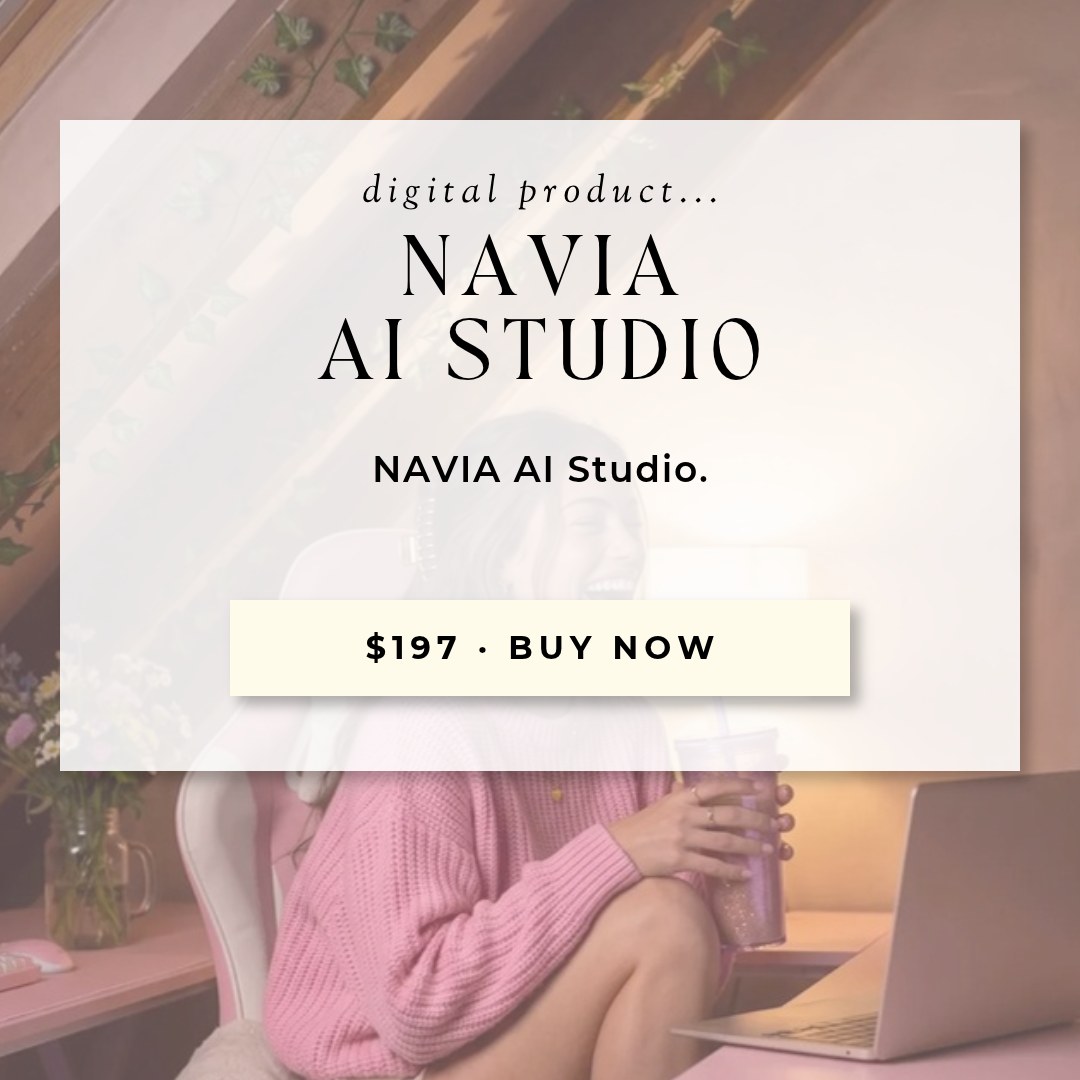 digital product...
NAVIA
AI STUDIO
NAVIA AI Studio.
$197 · BUY NOW